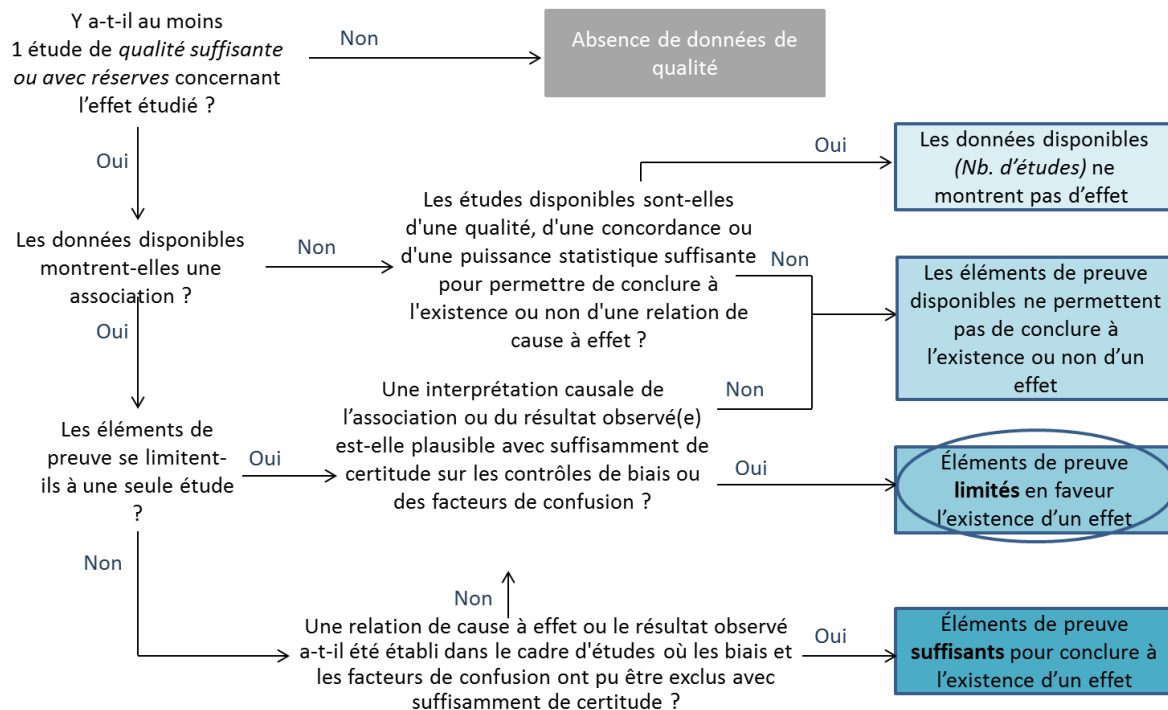 Y a-t-il au moins
1 étude de qualité suffisante
ou avec réserves concernant
l'effet étudié ?
Non
Absence de données de
qualité
Oui
Oui
Les données disponibles
(Nb. d'études) ne
montrent pas d'effet
Les données disponibles
montrent-elles une
association ?
Non
Les études disponibles sont-elles
d'une qualité, d'une concordance ou
d'une puissance statistique suffisante
pour permettre de conclure à
l'existence ou non d'une relation de
cause à effet ?
Non
Les éléments de preuve
disponibles ne permettent
pas de conclure à
l'existence ou non d'un
effet
Oui
Les éléments de
preuve se limitent-
ils à une seule étude
?
Oui
Une interprétation causale de
l'association ou du résultat observé(e)
est-elle plausible avec suffisamment de
certitude sur les contrôles de biais ou
des facteurs de confusion ?
Non
Oui
Éléments de preuve
limités en faveur
l'existence d'un effet
Non
Non
Une relation de cause à effet ou le résultat observé
a-t-il été établi dans le cadre d'études où les biais et
les facteurs de confusion ont pu être exclus avec
suffisamment de certitude ?
Oui
Éléments de preuve
suffisants pour conclure à
l'existence d'un effet